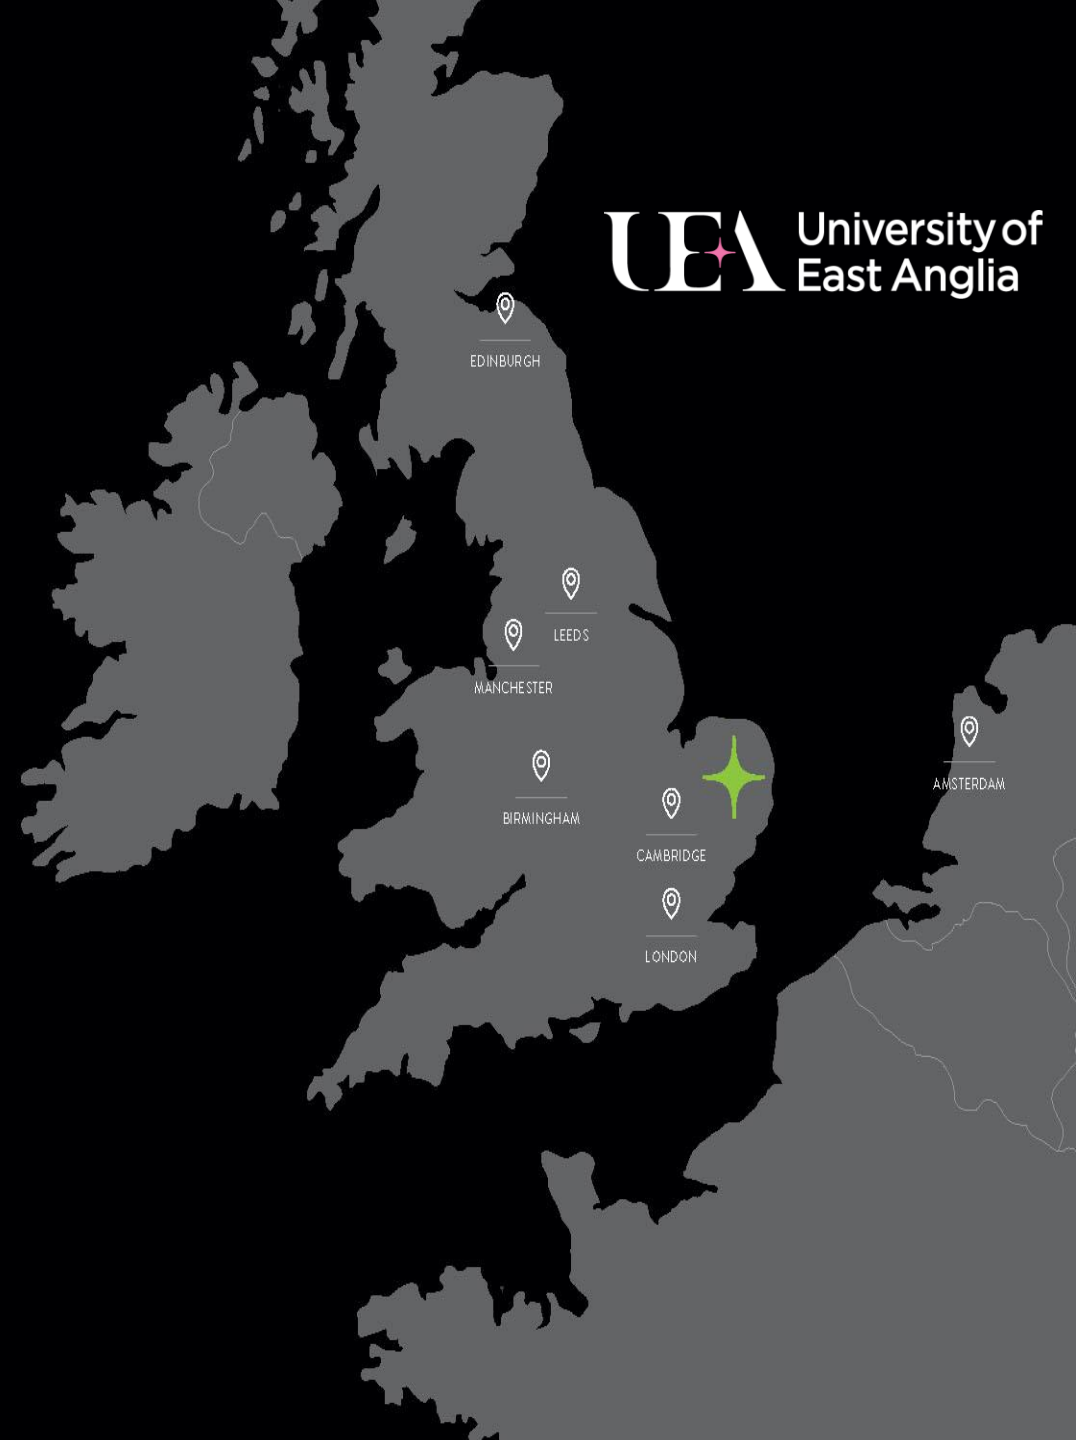 UEA
University of
East Anglia
EDINBURGH
LEEDS
MANCHESTER
AMSTERDAM
BIRMINGHAM
CAMBRIDGE
LONDON